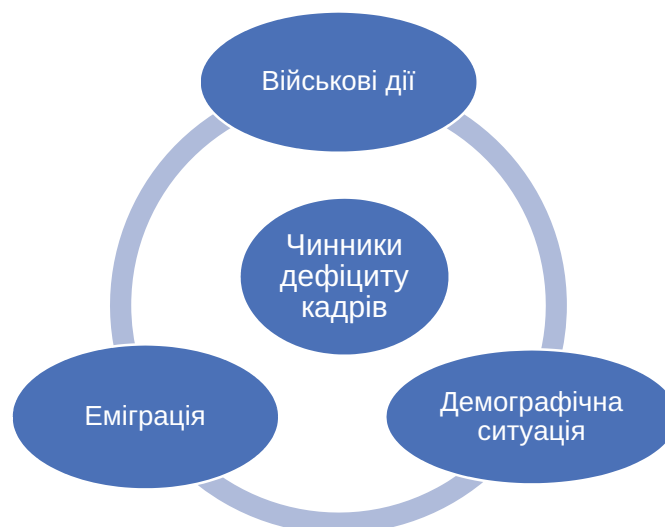 Військові дії
Чинники
дефіциту
кадрів
Еміграція
Демографічна
ситуація